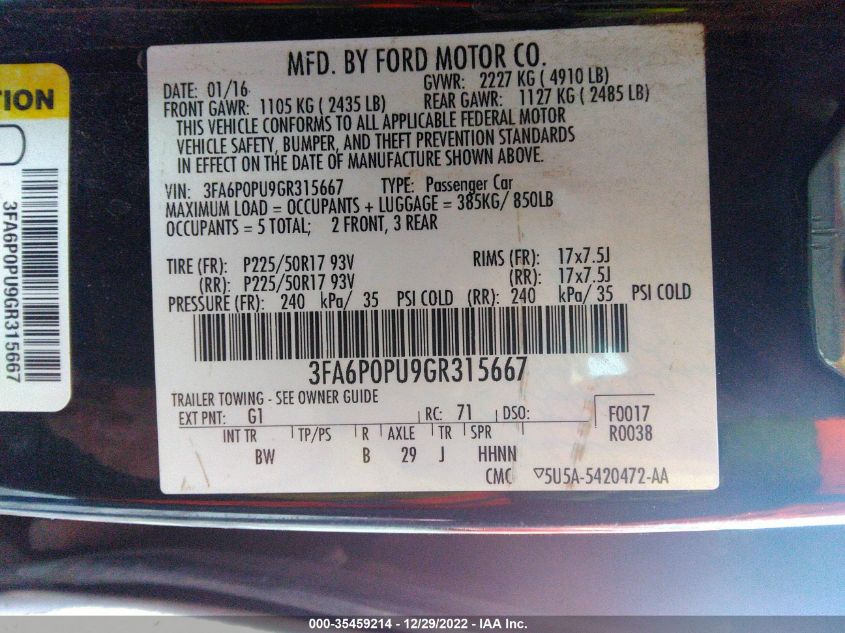 MFD. BY FORD MOTOR CO.
DATE: 01/16 GVWR: 2227 KG ( 4910 LB)
FRONT GAWR: 1105 KG ( 2435 LB) REAR GAWR: 1127 KG ( 2485 LB)
THIS VEHICLE CONFORMS TO ALL APPLICABLE FEDERAL MOTOR
VEHICLE SAFETY, BUMPER, AND THEFT PREVENTION STANDARDS
IN EFFECT ON THE DATE OF MANUFACTURE SHOWN ABOVE.
VIN: 3FA6P0PU9GR315667 TYPE: Passenger Car
MAXIMUM LOAD = OCCUPANTS + LUGGAGE = 385KG/ 850LB
OCCUPANTS = 5 TOTAL; 2 FRONT, 3 REAR
TIRE (FR): P225/50R17 93V RIMS (FR): 17x7.5J
(RR): P225/50R17 93V (RR): 17x7.5J
PRESSURE (FR): 240 kPa/ 35 PSI COLD (RR): 240 kPa/ 35 PSI COLD
3FA6P0PU9GR315667
TRAILER TOWING - SEE OWNER GUIDE
EXT PNT: G1 RC: 71 DSO: F0017
R0038
INT TR TP/PS R AXLE TR SPR
BW B 29 J HHNN
CMC ▽5U5A-5420472-AA
TION
3FA6P0PU9GR315667
000-35459214 - 12/29/2022 - IAA Inc.